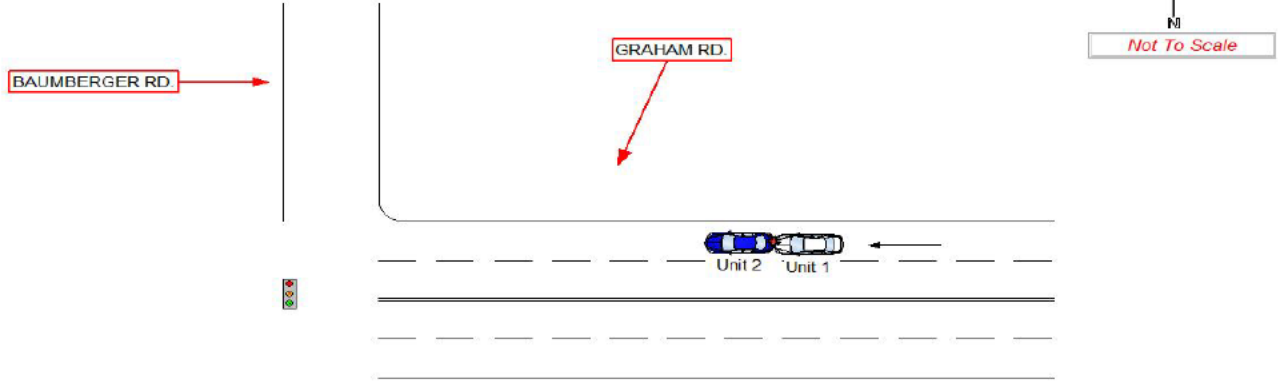 N
Not To Scale
GRAHAM RD.
BAUMBERGER RD.
Unit 2
Unit 1